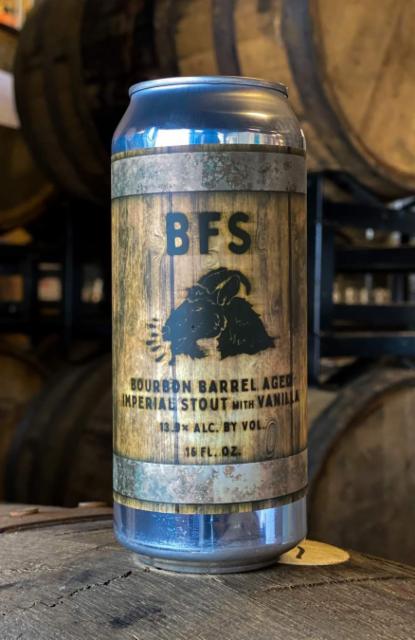 BFS
BOURBON BARREL AGED
IMPERIAL STOUT WITH VANILLA
13.9% ALC. BY VOL.
16 FL. OZ.